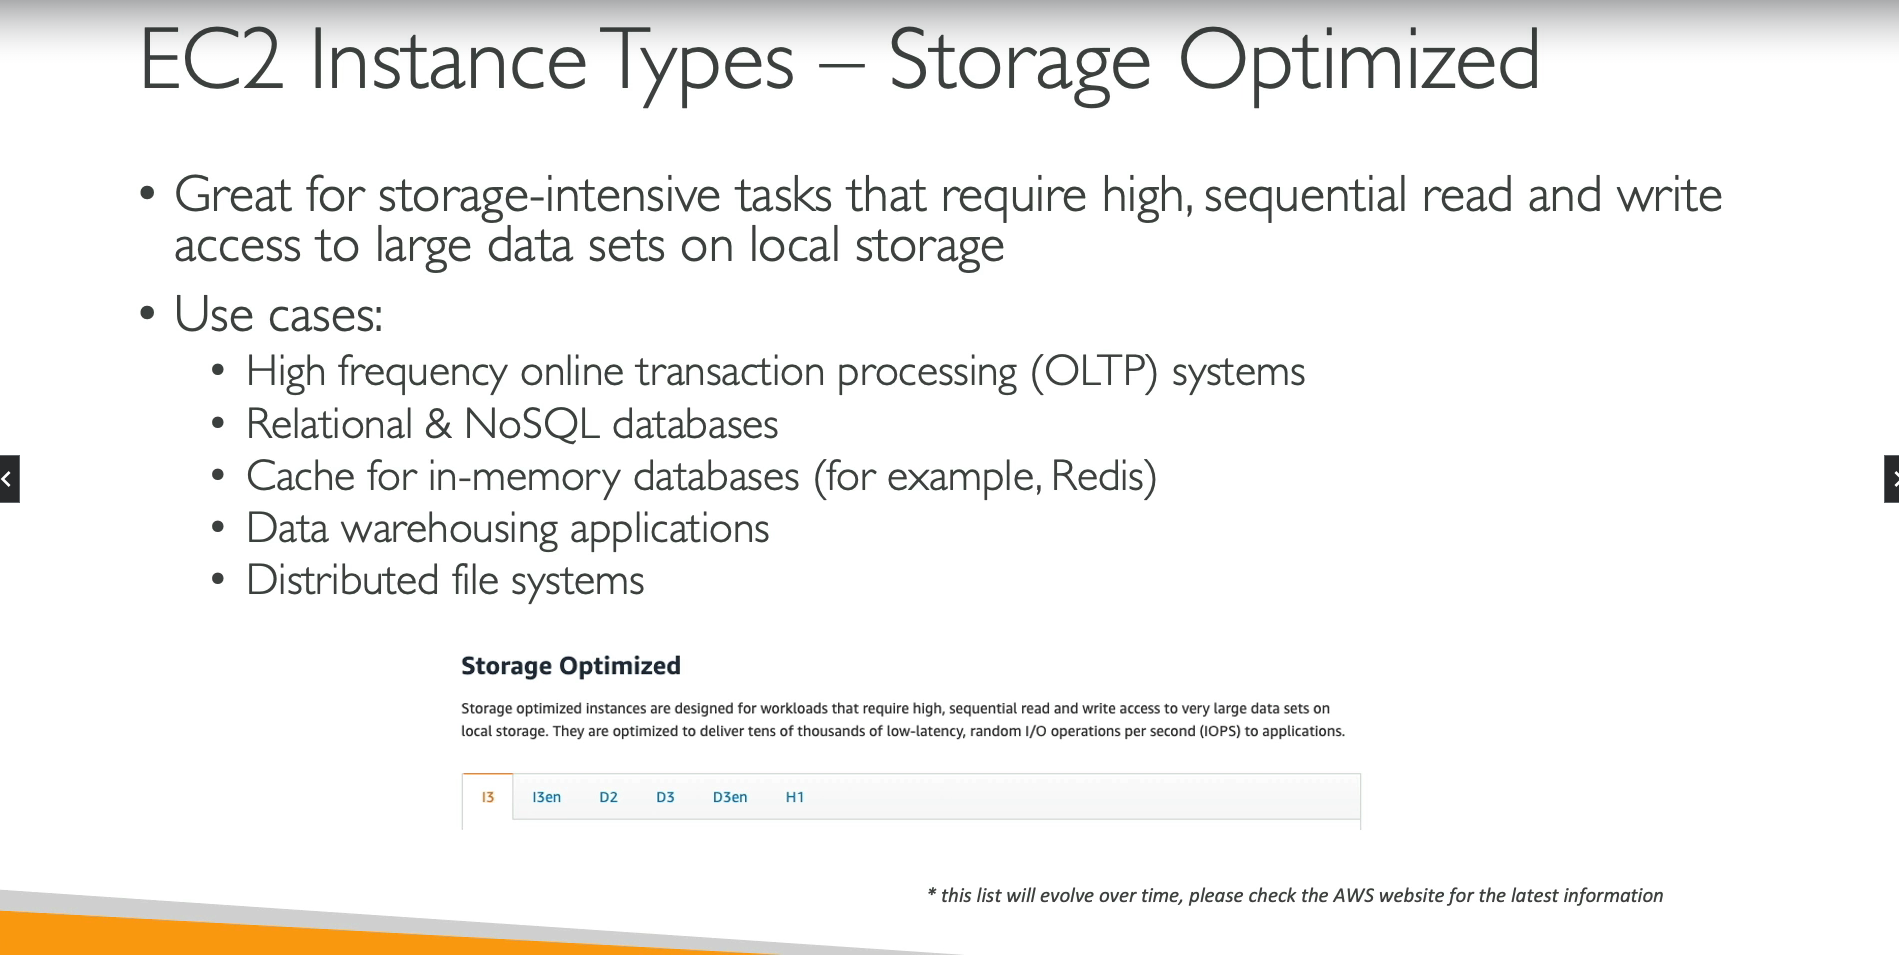 EC2 Instance Types – Storage Optimized
• Great for storage-intensive tasks that require high, sequential read and write
access to large data sets on local storage
• Use cases:
• High frequency online transaction processing (OLTP) systems
• Relational & NoSQL databases
• Cache for in-memory databases (for example, Redis)
• Data warehousing applications
• Distributed file systems
Storage Optimized
Storage optimized instances are designed for workloads that require high, sequential read and write access to very large data sets on
local storage. They are optimized to deliver tens of thousands of low-latency, random I/O operations per second (IOPS) to applications.
I3 I3en D2 D3 D3en H1
* this list will evolve over time, please check the AWS website for the latest information